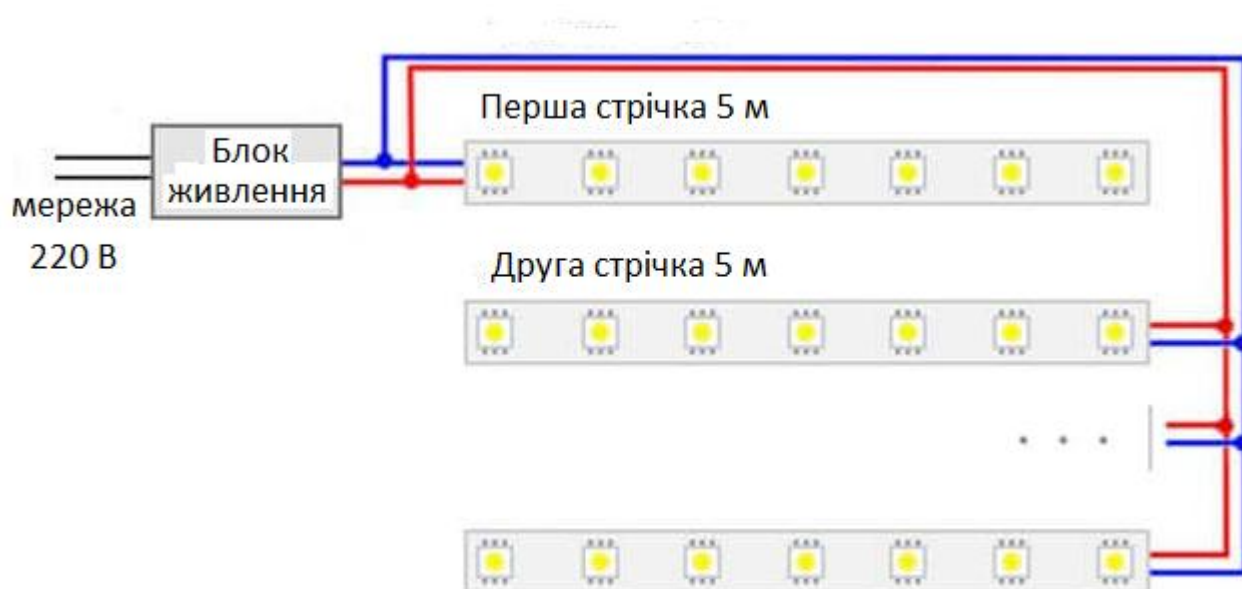 Перша стрічка 5 м
Блок
живлення
мережа
220 В
Друга стрічка 5 м